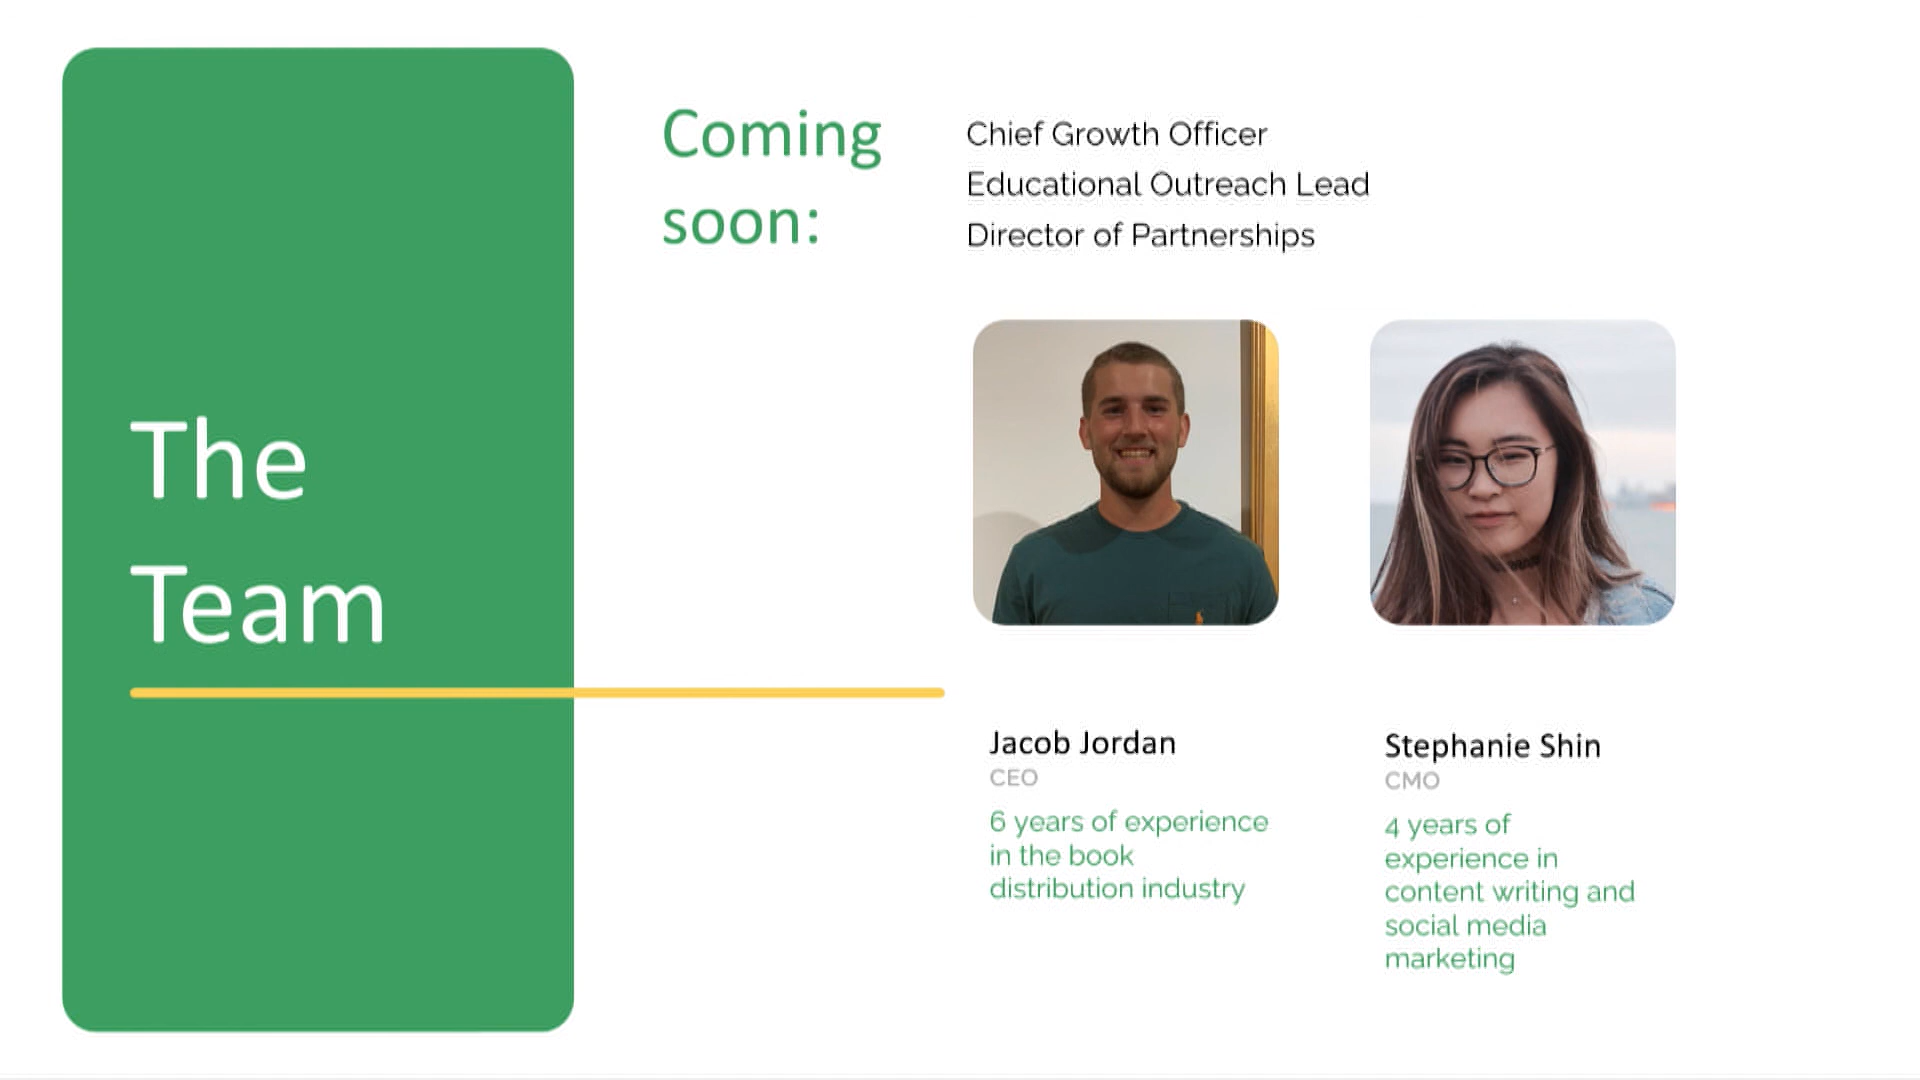 The
Team
Coming
soon:
Chief Growth Officer
Educational Outreach Lead
Director of Partnerships
Jacob Jordan
CEO
6 years of experience
in the book
distribution industry
Stephanie Shin
CMO
4 years of
experience in
content writing and
social media
marketing